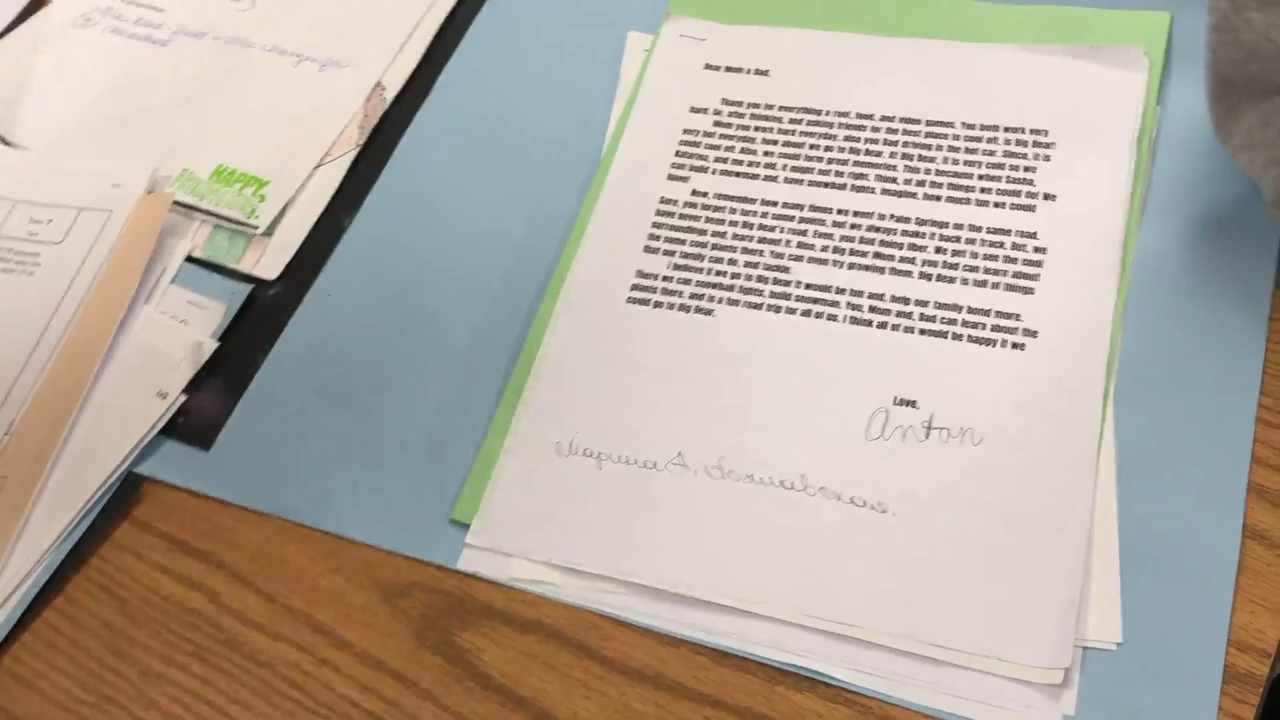 HAPPY
Dear Mom a Dad,
Thank you for everything a roof, food, and video games. You both work very
hard. So, after thinking, and asking friends for the best place to cool off, is Big Bear!
Mom you work hard everyday, also you Dad driving in the hot car. Since, it is
very hot everyday, how about we go to Big Bear. At Big Bear, it is very cold so we
could cool off. Also, we could form great memories. This is because when Sasha,
Katarina, and me are old, it might not be right. Think, of all the things we could do! We
can build a snowman and, have snowball fights. Imagine, how much fun we could
have!
Now, remember how many times we went to Palm Springs on the same road.
Sure, you forget to turn at some points, but we always make it back on track. But, we
have never been on Big Bear's road. Even, you Dad doing Uber. We get to see the cool
surroundings and, learn about it. Also, at Big Bear Mom and, you Dad can learn about
the some cool plants there. You can even try growing them. Big Bear is full of things
that our family can do, and tackle.
I believe if we go to Big Bear it would be fun and, help our family bond more.
There we can snowball fights, build snowman. You, Mom and, Dad can learn about the
plants there, and is a fun road trip for all of us. I think all of us would be happy if we
could go to Big Bear.
Love,
Anton
Марина А.